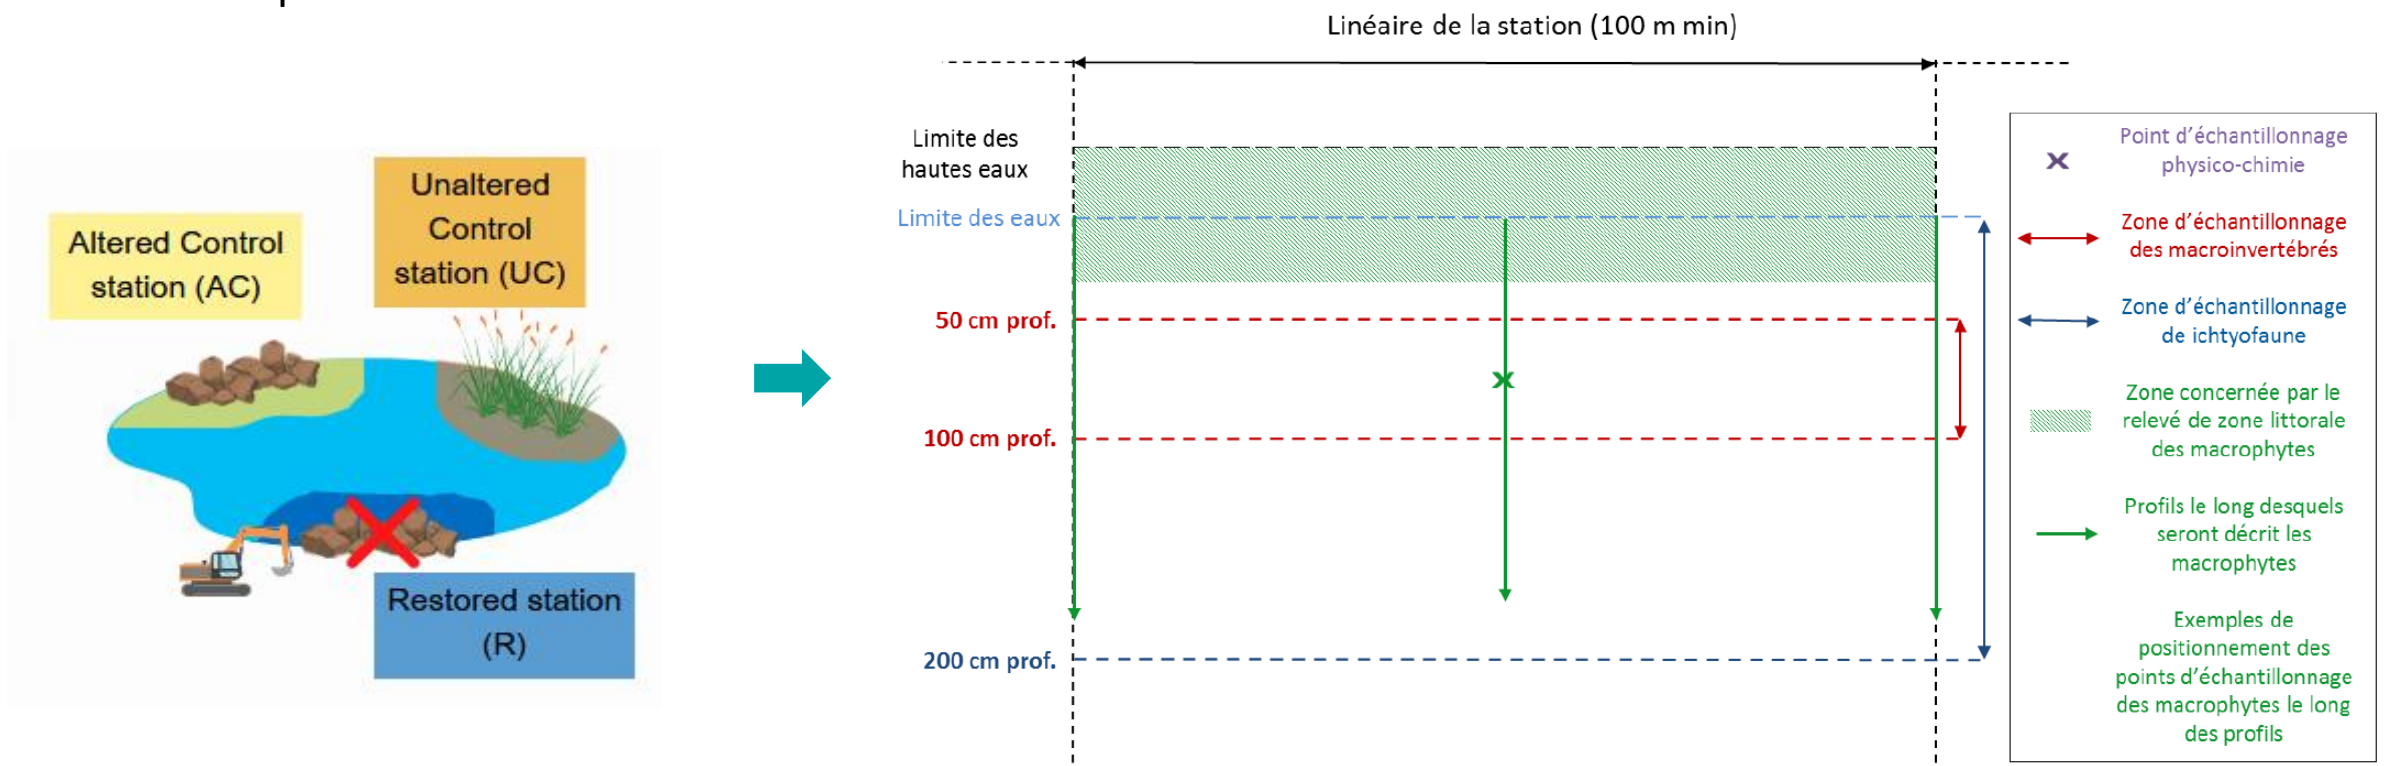 Altered Control
station (AC)
Unaltered
Control
station (UC)
Restored station
(R)
Linéaire de la station (100 m min)
Limite des
hautes eaux
Limite des eaux
50 cm prof.
100 cm prof.
200 cm prof.
Point d'échantillonnage
physico-chimie
Zone d'échantillonnage
des macroinvertébrés
Zone d'échantillonnage
de ichtyofaune
Zone concernée par le
relevé de zone littorale
des macrophytes
Profils le long desquels
seront décrit les
macrophytes
Exemples de
positionnement des
points d'échantillonnage
des macrophytes le long
des profils